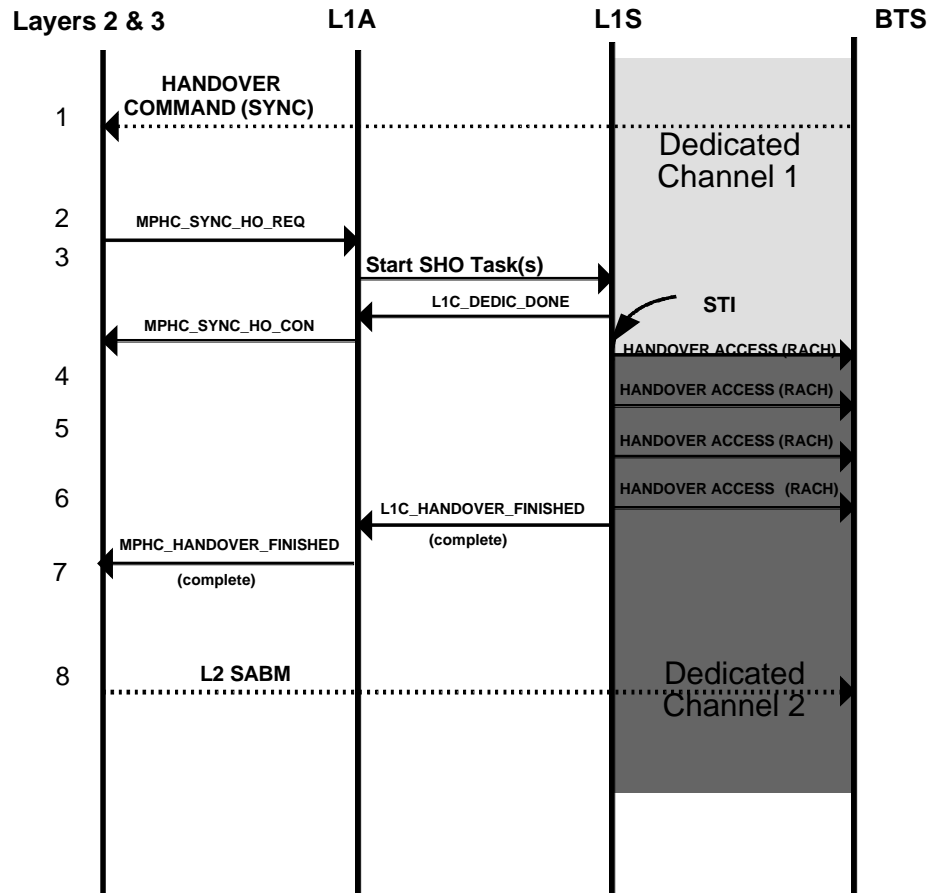 Layers 2 & 3
L1A
L1S
BTS
HANDOVER
COMMAND (SYNC)
1
Dedicated
Channel 1
2
MPHC_SYNC_HO_REQ
3
Start SHO Task(s)
L1C_DEDIC_DONE
STI
MPHC_SYNC_HO_CON
HANDOVER ACCESS (RACH)
4
HANDOVER ACCESS (RACH)
5
HANDOVER ACCESS (RACH)
6
HANDOVER ACCESS (RACH)
L1C_HANDOVER_FINISHED
(complete)
MPHC_HANDOVER_FINISHED
7
(complete)
8
L2 SABM
Dedicated
Channel 2